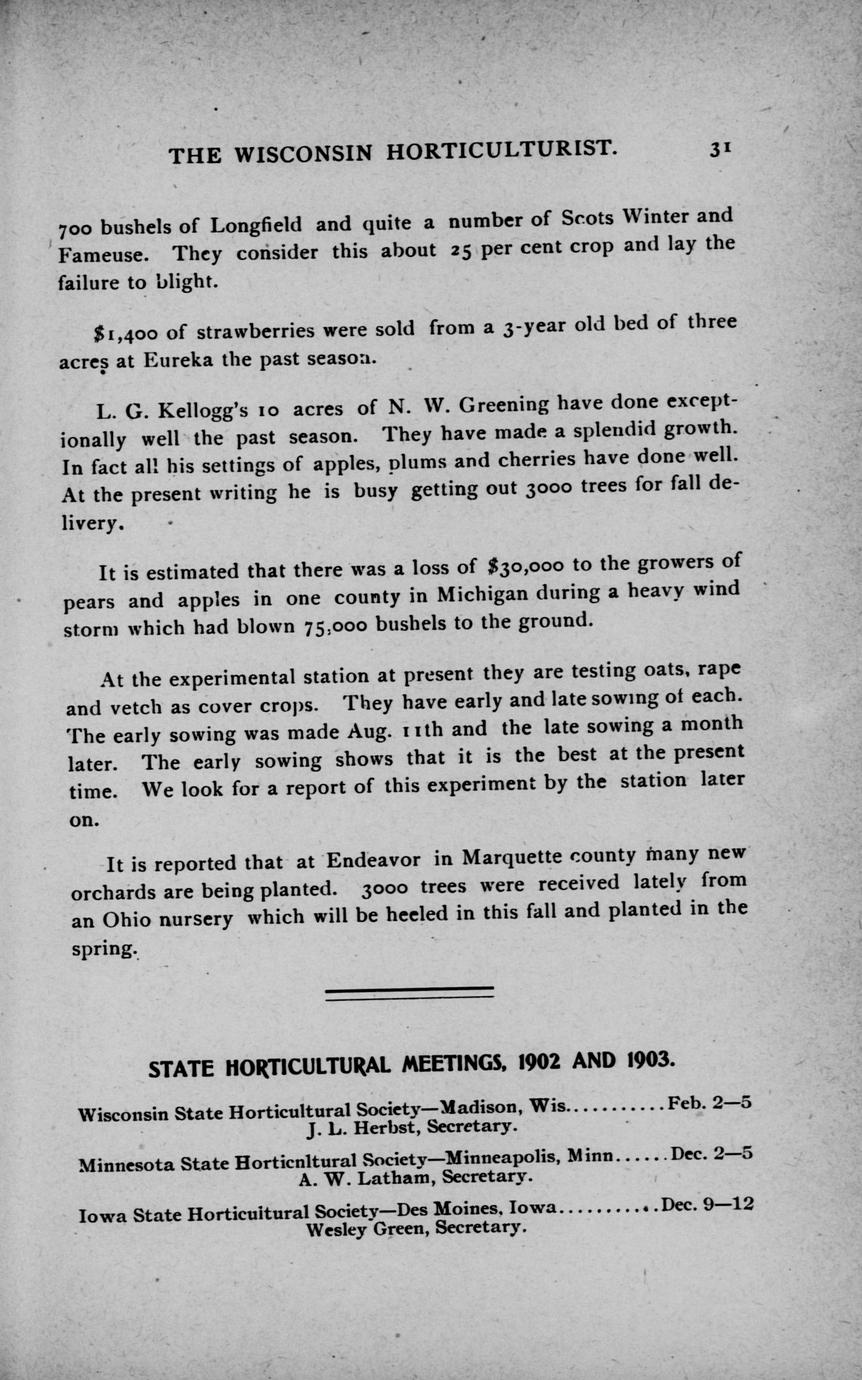 THE WISCONSIN HORTICULTURIST. 31
700 bushels of Longfield and quite a number of Scots Winter and
Fameuse. They consider this about 25 per cent crop and lay the
failure to blight.
$1,400 of strawberries were sold from a 3-year old bed of three
acres at Eureka the past season.
L. G. Kellogg's 10 acres of N. W. Greening have done except-
ionally well the past season. They have made a splendid growth.
In fact all his settings of apples, plums and cherries have done well.
At the present writing he is busy getting out 3000 trees for fall de-
livery.
It is estimated that there was a loss of $30,000 to the growers of
pears and apples in one county in Michigan during a heavy wind
storm which had blown 75,000 bushels to the ground.
At the experimental station at present they are testing oats, rape
and vetch as cover crops. They have early and late sowing of each.
The early sowing was made Aug. 11th and the late sowing a month
later. The early sowing shows that it is the best at the present
time. We look for a report of this experiment by the station later
on.
It is reported that at Endeavor in Marquette county many new
orchards are being planted. 3000 trees were received lately from
an Ohio nursery which will be heeled in this fall and planted in the
spring.
STATE HORTICULTURAL MEETINGS, 1902 AND 1903.
Wisconsin State Horticultural Society—Madison, Wis...........Feb. 2—5
J. L. Herbst, Secretary.
Minnesota State Horticnltural Society—Minneapolis, Minn......Dec. 2—5
A. W. Latham, Secretary.
Iowa State Horticultural Society—Des Moines, Iowa...........Dec. 9—12
Wesley Green, Secretary.